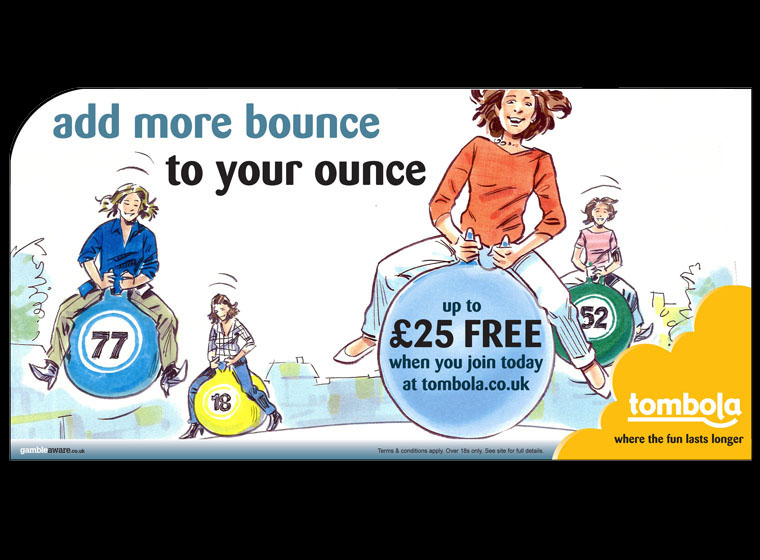 add more bounce
to your ounce
77
18
52
up to
£25 FREE
when you join today
at tombola.co.uk
tombola
where the fun lasts longer
gambleaware.co.uk
Terms & conditions apply. Over 18s only. See site for full details.